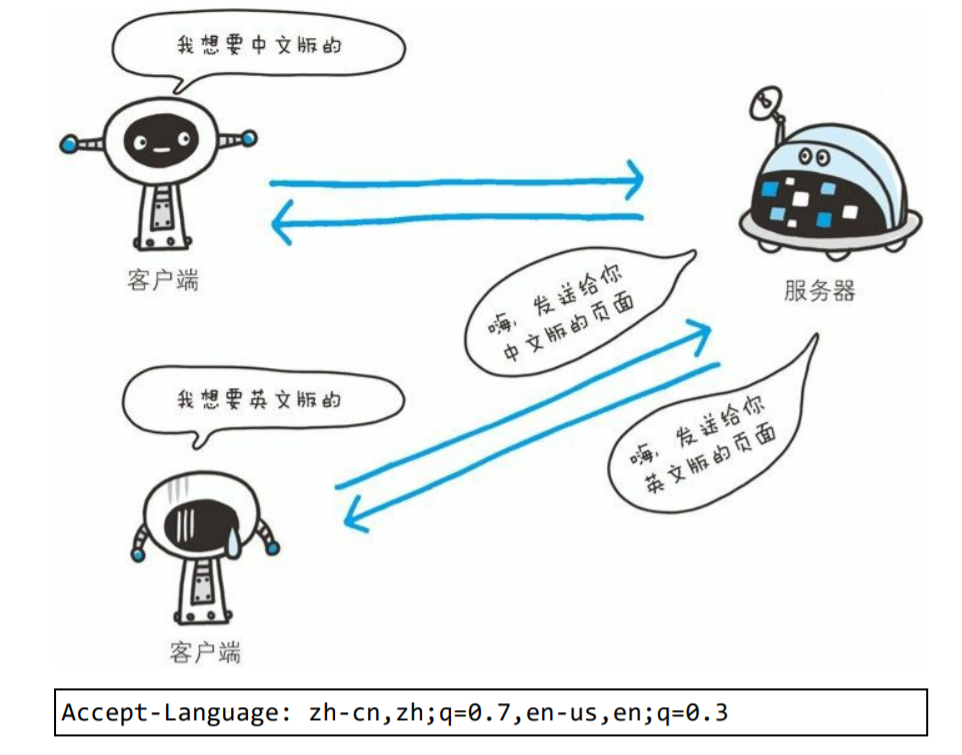 我想要中文版的
客户端
服务器
嗨，发送给你
中文版的页面
我想要英文版的
嗨，发送给你
英文版的页面
客户端
Accept-Language: zh-cn,zh;q=0.7,en-us,en;q=0.3